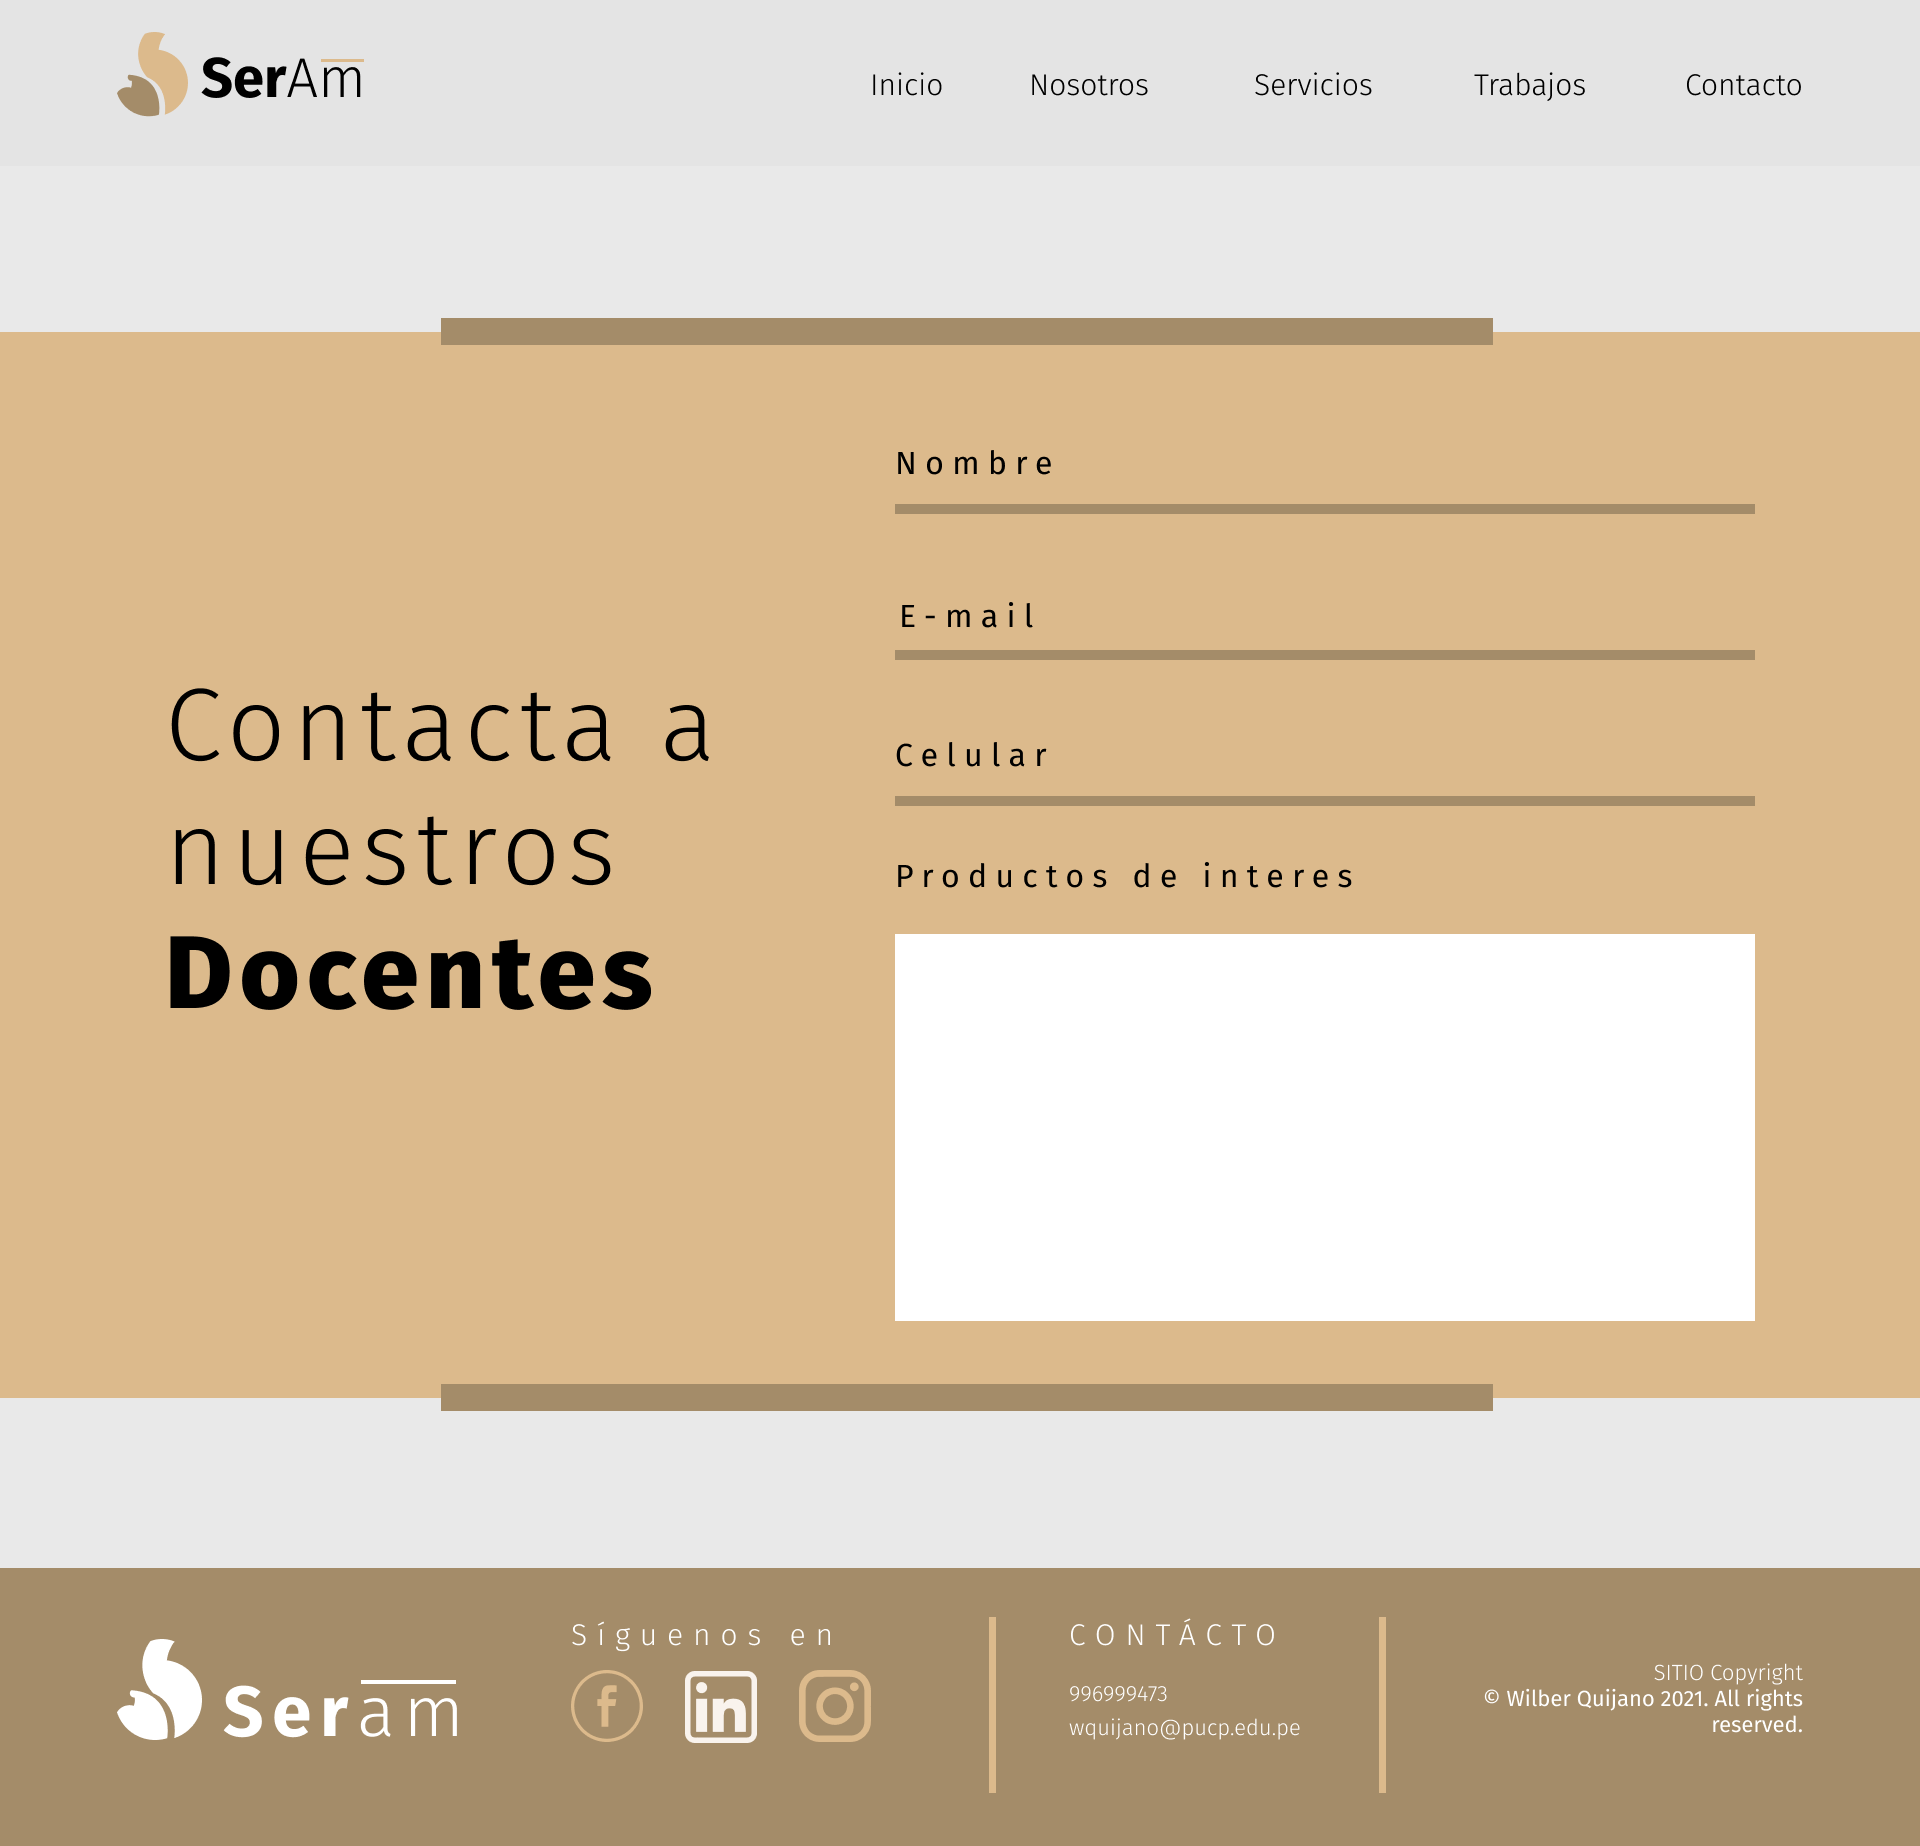 SerAm
Inicio Nosotros Servicios Trabajos Contacto
Nombre
E-mail
Celular
Productos de interes
Contacta a
nuestros
Docentes
Seram
Síguenos en
CONTÁCTO
996999473
wquijano@pucp.edu.pe
SITIO Copyright
© Wilber Quijano 2021. All rights
reserved.